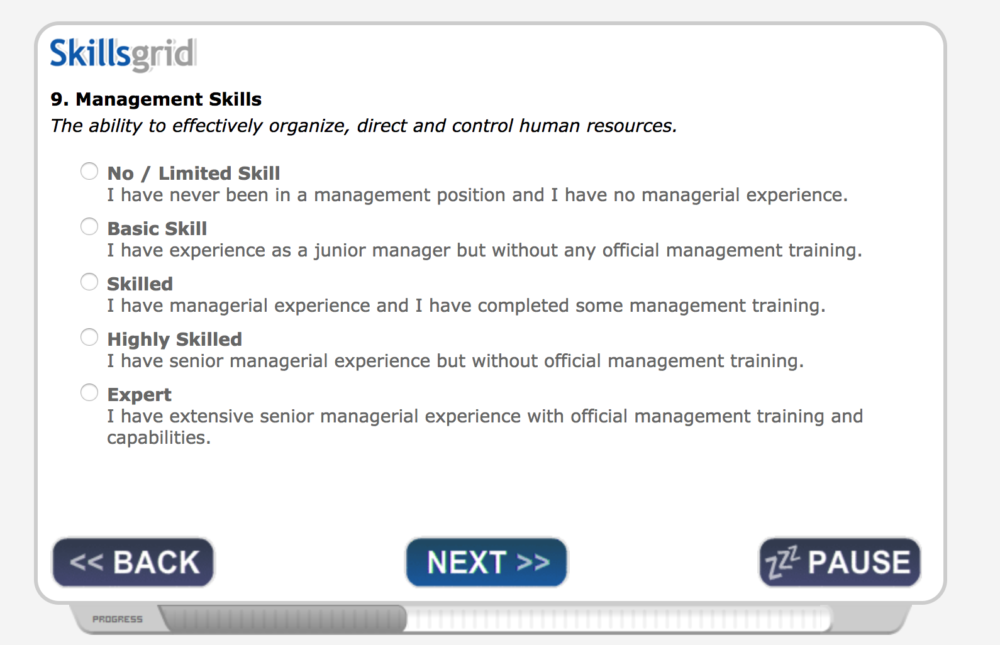 Skillsgrid
9. Management Skills
The ability to effectively organize, direct and control human resources.
No / Limited Skill
I have never been in a management position and I have no managerial experience.
Basic Skill
I have experience as a junior manager but without any official management training.
Skilled
I have managerial experience and I have completed some management training.
Highly Skilled
I have senior managerial experience but without official management training.
Expert
I have extensive senior managerial experience with official management training and
capabilities.
<< BACK
NEXT >>
zzz PAUSE
PROGRESS